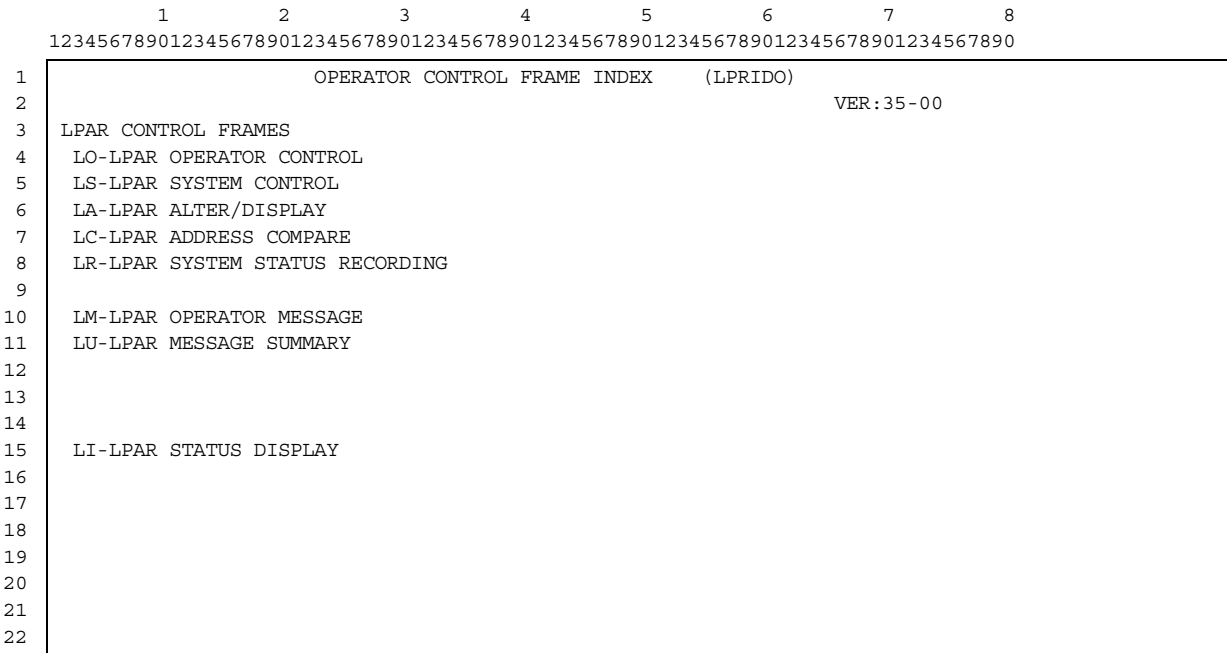 1 2 3 4 5 6 7 8
12345678901234567890123456789012345678901234567890123456789012345678901234567890
1 OPERATOR CONTROL FRAME INDEX (LPRIDO)
2 VER:35-00
3 LPAR CONTROL FRAMES
4 LO-LPAR OPERATOR CONTROL
5 LS-LPAR SYSTEM CONTROL
6 LA-LPAR ALTER/DISPLAY
7 LC-LPAR ADDRESS COMPARE
8 LR-LPAR SYSTEM STATUS RECORDING
9
10 LM-LPAR OPERATOR MESSAGE
11 LU-LPAR MESSAGE SUMMARY
12
13
14
15 LI-LPAR STATUS DISPLAY
16
17
18
19
20
21
22